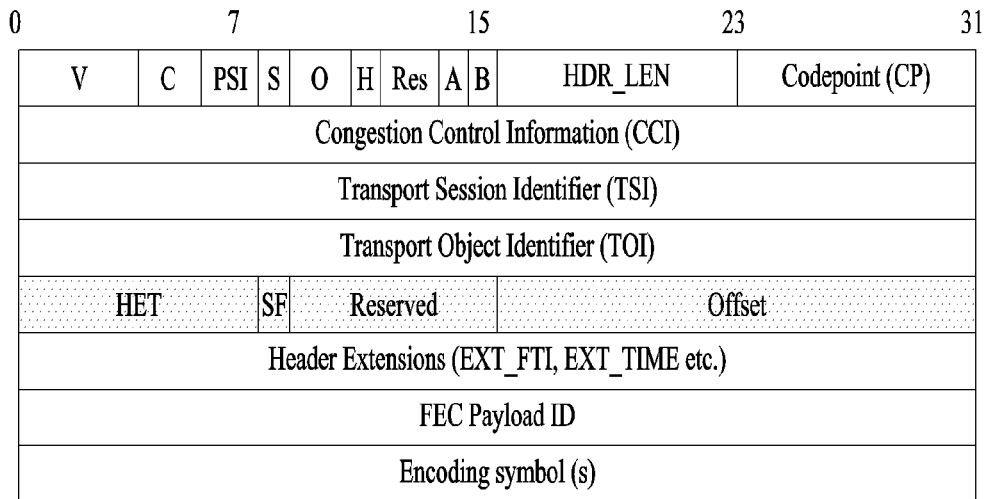 0 7 15 23 31
V C PSI S O H Res A B HDR_LEN Codepoint (CP)
Congestion Control Information (CCI)
Transport Session Identifier (TSI)
Transport Object Identifier (TOI)
HET SF Reserved Offset
Header Extensions (EXT_FTI, EXT_TIME etc.)
FEC Payload ID
Encoding symbol (s)